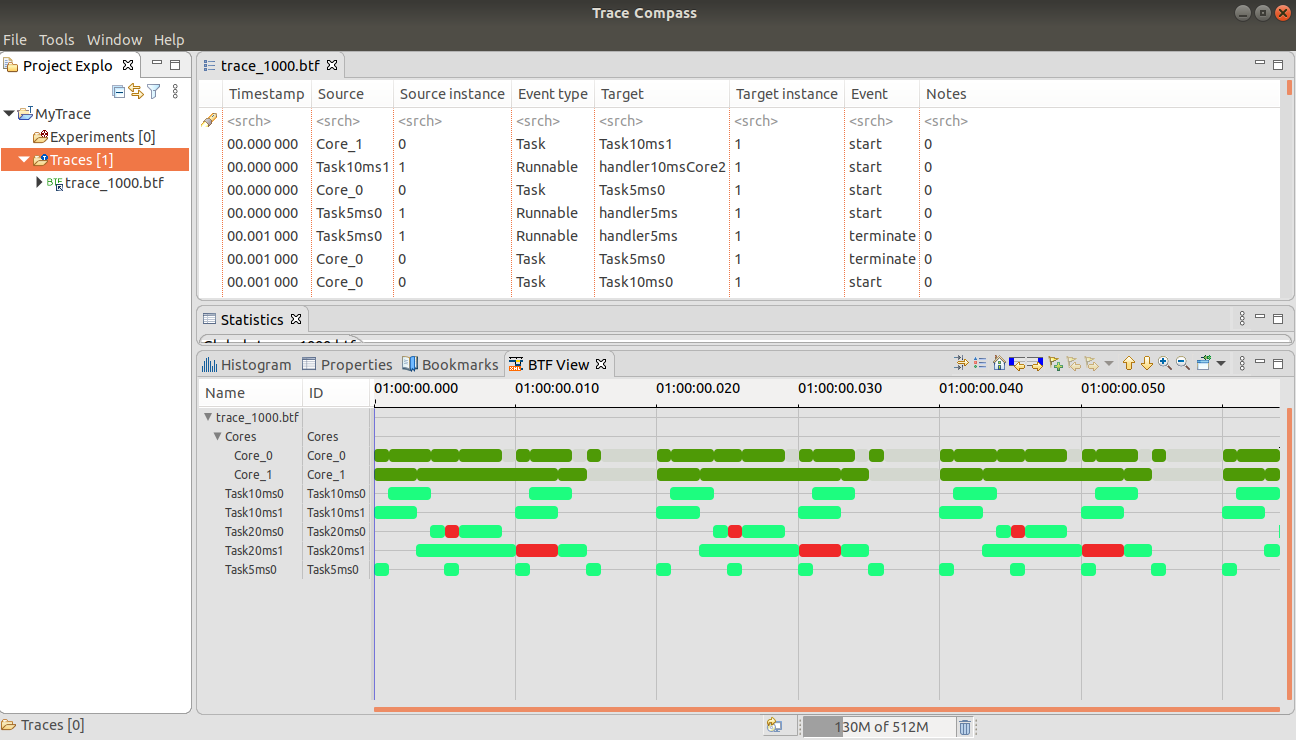 Trace Compass
File Tools Window Help
Project Explo
trace_1000.btf
Timestamp Source Source instance Event type Target Target instance Event Notes
<srch> <srch> <srch> <srch> <srch> <srch> <srch> <srch>
00.000 000 Core_1 0 Task Task10ms1 1 start 0
00.000 000 Task10ms1 1 Runnable handler10msCore2 1 start 0
00.000 000 Core_0 0 Task Task5ms0 1 start 0
00.000 000 Task5ms0 1 Runnable handler5ms 1 start 0
00.001 000 Task5ms0 1 Runnable handler5ms 1 terminate 0
00.001 000 Core_0 0 Task Task5ms0 1 terminate 0
00.001 000 Core_0 0 Task Task10ms0 1 start 0
MyTrace
Experiments [0]
Traces [1]
BTF trace_1000.btf
Statistics
Histogram Properties Bookmarks BTF View
Name ID 01:00:00.000 01:00:00.010 01:00:00.020 01:00:00.030 01:00:00.040 01:00:00.050
trace_1000.btf
Cores Cores
Core_0 Core_0
Core_1 Core_1
Task10ms0 Task10ms0
Task10ms1 Task10ms1
Task20ms0 Task20ms0
Task20ms1 Task20ms1
Task5ms0 Task5ms0
Traces [0]
130M of 512M